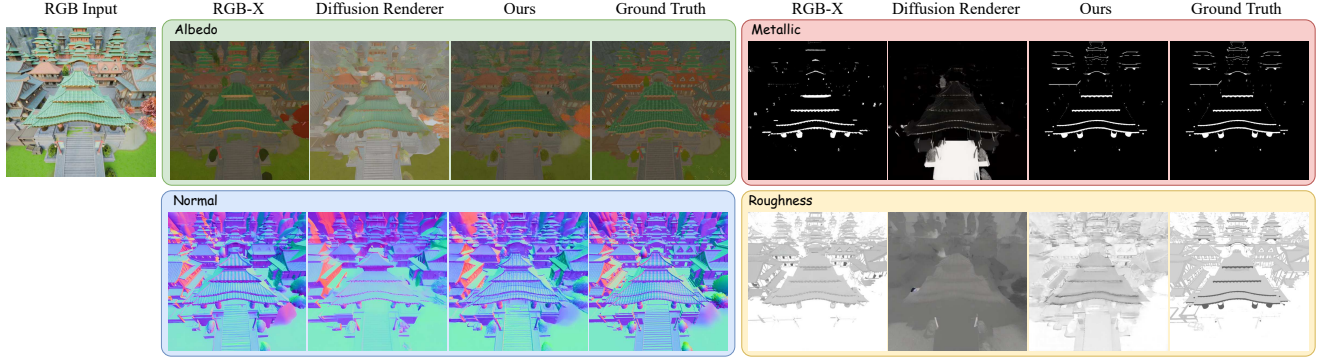 RGB Input RGB-X Diffusion Renderer Ours Ground Truth RGB-X Diffusion Renderer Ours Ground Truth
Albedo
Metallic
Normal
Roughness